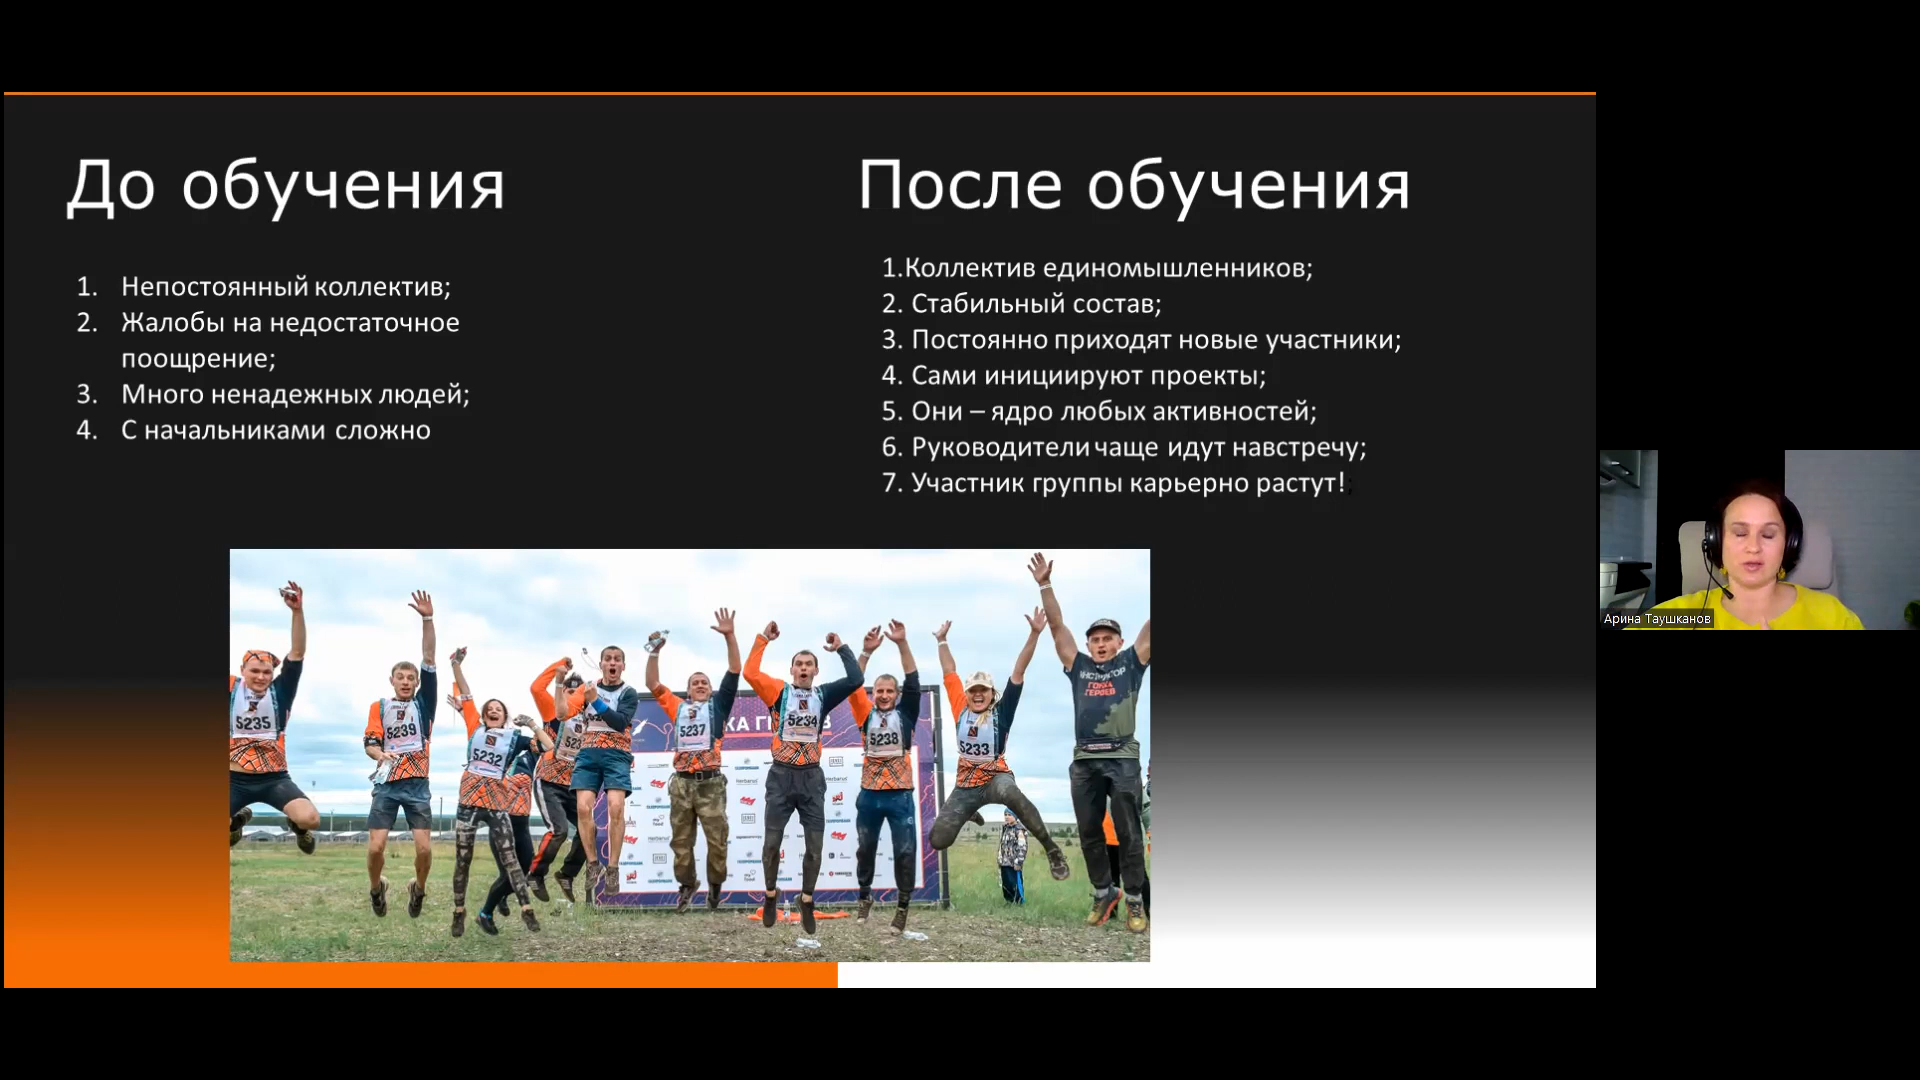 До обучения
1. Непостоянный коллектив;
2. Жалобы на недостаточное
поощрение;
3. Много ненадежных людей;
4. С начальниками сложно
После обучения
1.Коллектив единомышленников;
2. Стабильный состав;
3. Постоянно приходят новые участники;
4. Сами инициируют проекты;
5. Они – ядро любых активностей;
6. Руководители чаще идут навстречу;
7. Участник группы карьерно растут!;
5235
5239
5232
5237
5234
5238
5233
ГОНКА
ГЕРОЕВ
Арина Таушканов